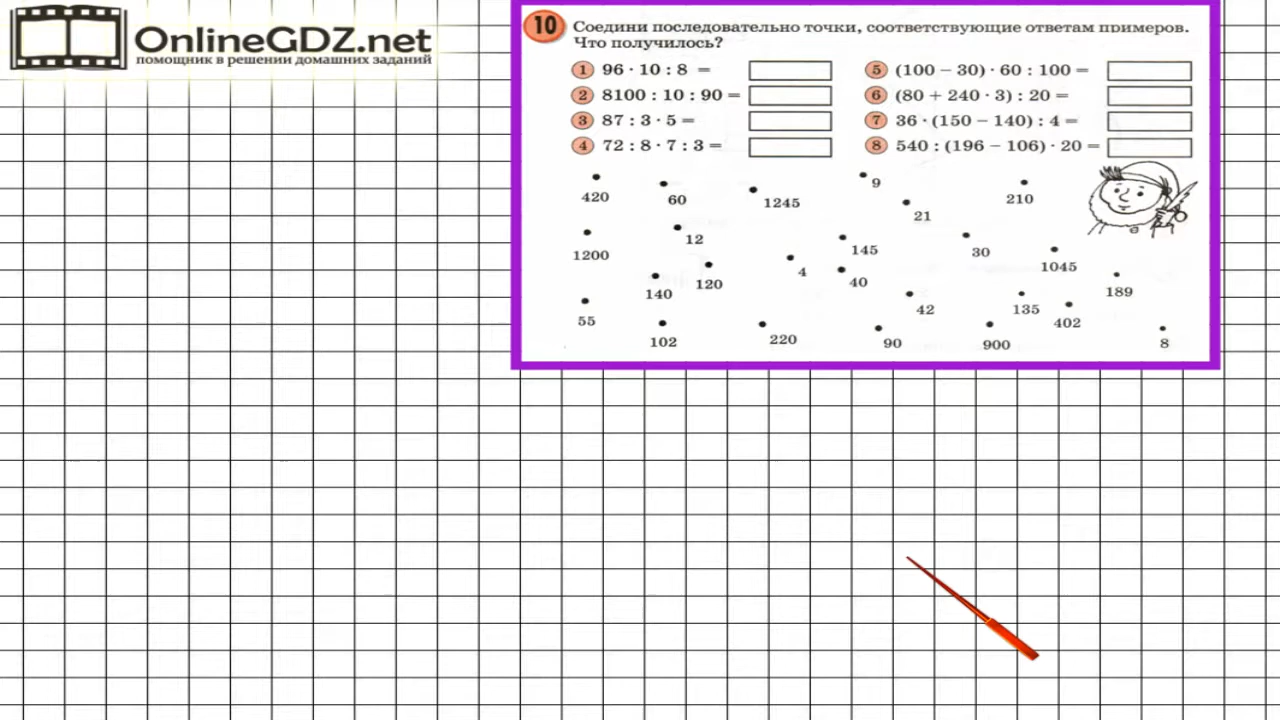 OnlineGDZ.net
помощник в решении домашних заданий
10 Соедини последовательно точки, соответствующие ответам примеров.
Что получилось?
1 96 · 10 : 8 =
2 8100 : 10 : 90 =
3 87 : 3 · 5 =
4 72 : 8 · 7 : 3 =
5 (100 – 30) · 60 : 100 =
6 (80 + 240 · 3) : 20 =
7 36 · (150 – 140) : 4 =
8 540 : (196 – 106) · 20 =
420
60
1245
9
21
210
1200
12
145
30
1045
140
120
4
40
189
55
42
135
402
102
220
90
900
8